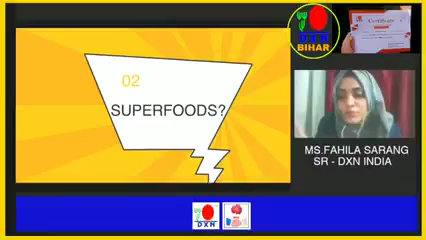 02
SUPERFOODS?
DXN
BIHAR
Certificate
MS.FAHILA SARANG
SR - DXN INDIA
DXN